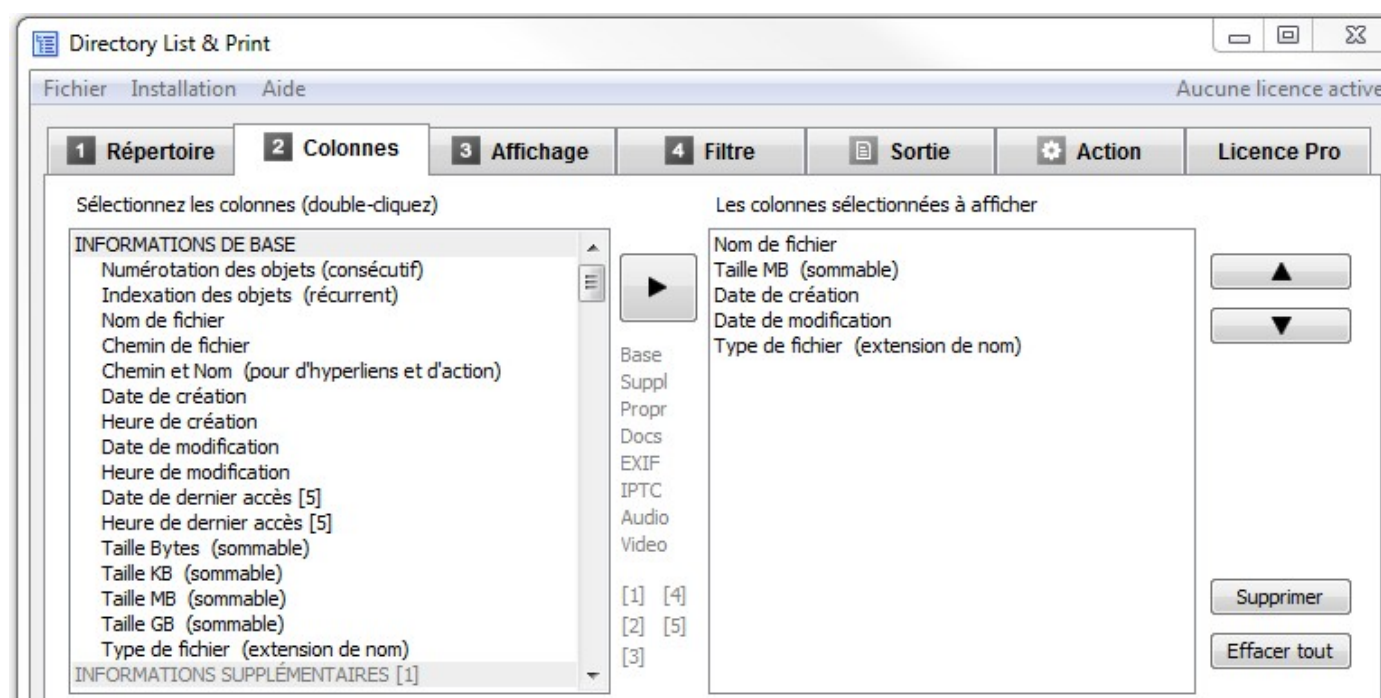 Directory List & Print
Fichier Installation Aide Aucune licence active
1 Répertoire 2 Colonnes 3 Affichage 4 Filtre Sortie Action Licence Pro
Sélectionnez les colonnes (double-cliquez)
INFORMATIONS DE BASE
Numérotation des objets (consécutif)
Indexation des objets (récurrent)
Nom de fichier
Chemin de fichier
Chemin et Nom (pour d'hyperliens et d'action)
Date de création
Heure de création
Date de modification
Heure de modification
Date de dernier accès [5]
Heure de dernier accès [5]
Taille Bytes (sommable)
Taille KB (sommable)
Taille MB (sommable)
Taille GB (sommable)
Type de fichier (extension de nom)
INFORMATIONS SUPPLÉMENTAIRES [1]
Base
Suppl
Propr
Docs
EXIF
IPTC
Audio
Video
[1] [4]
[2] [5]
[3]
Les colonnes sélectionnées à afficher
Nom de fichier
Taille MB (sommable)
Date de création
Date de modification
Type de fichier (extension de nom)
Supprimer
Effacer tout